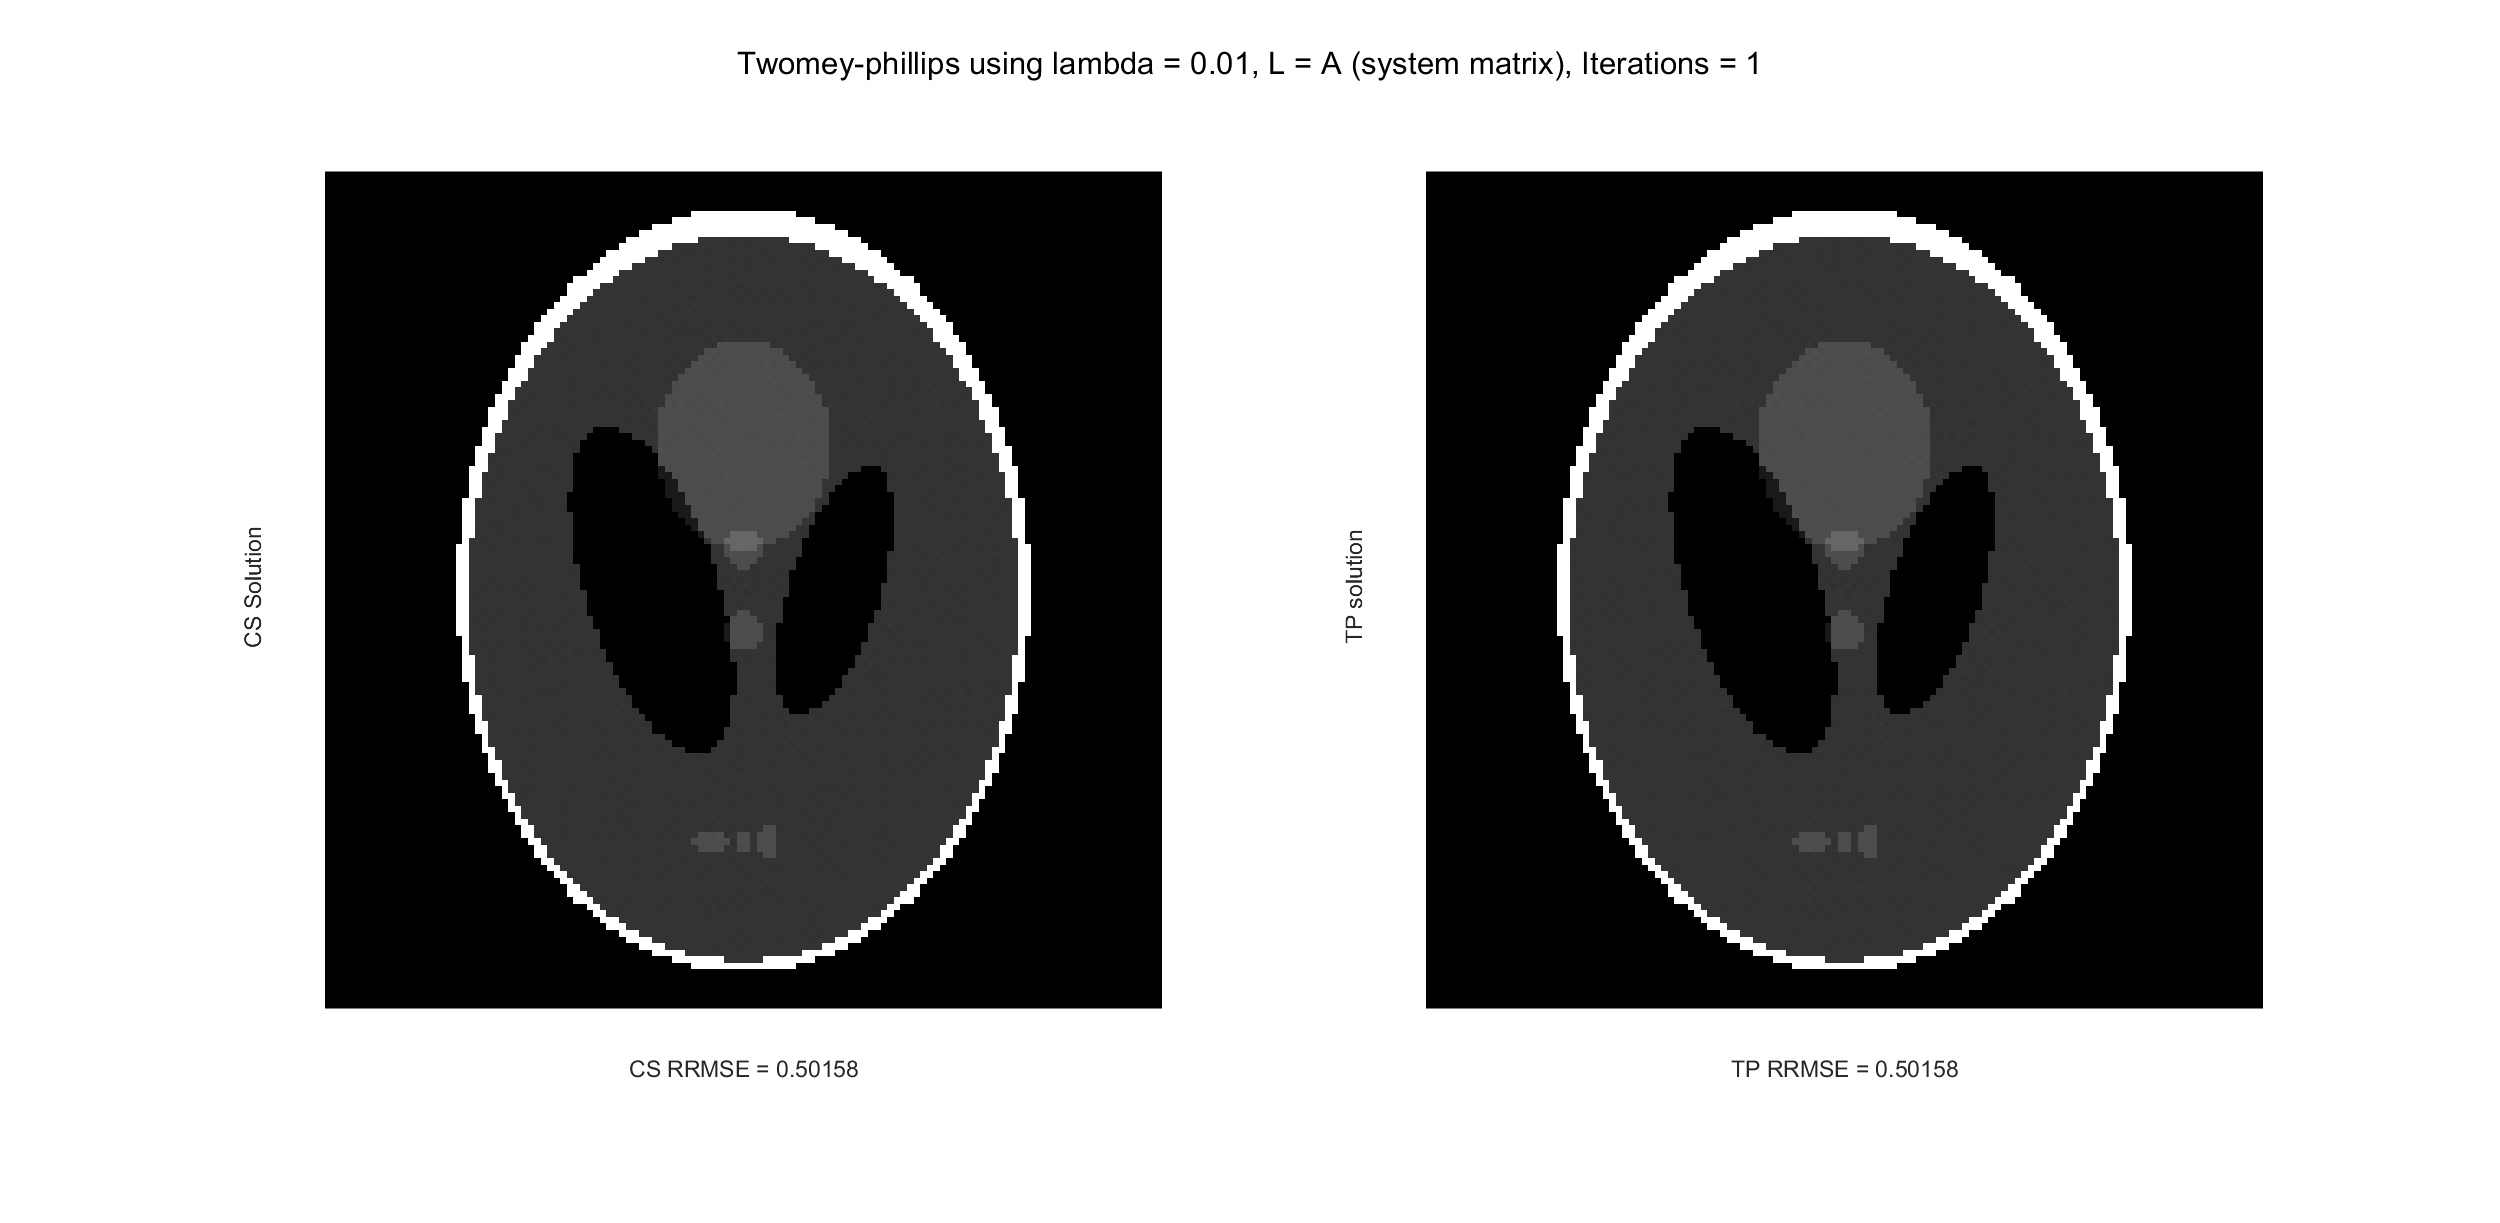 Twomey-phillips using lambda = 0.01, L = A (system matrix), Iterations = 1
CS Solution
TP solution
CS RRMSE = 0.50158
TP RRMSE = 0.50158